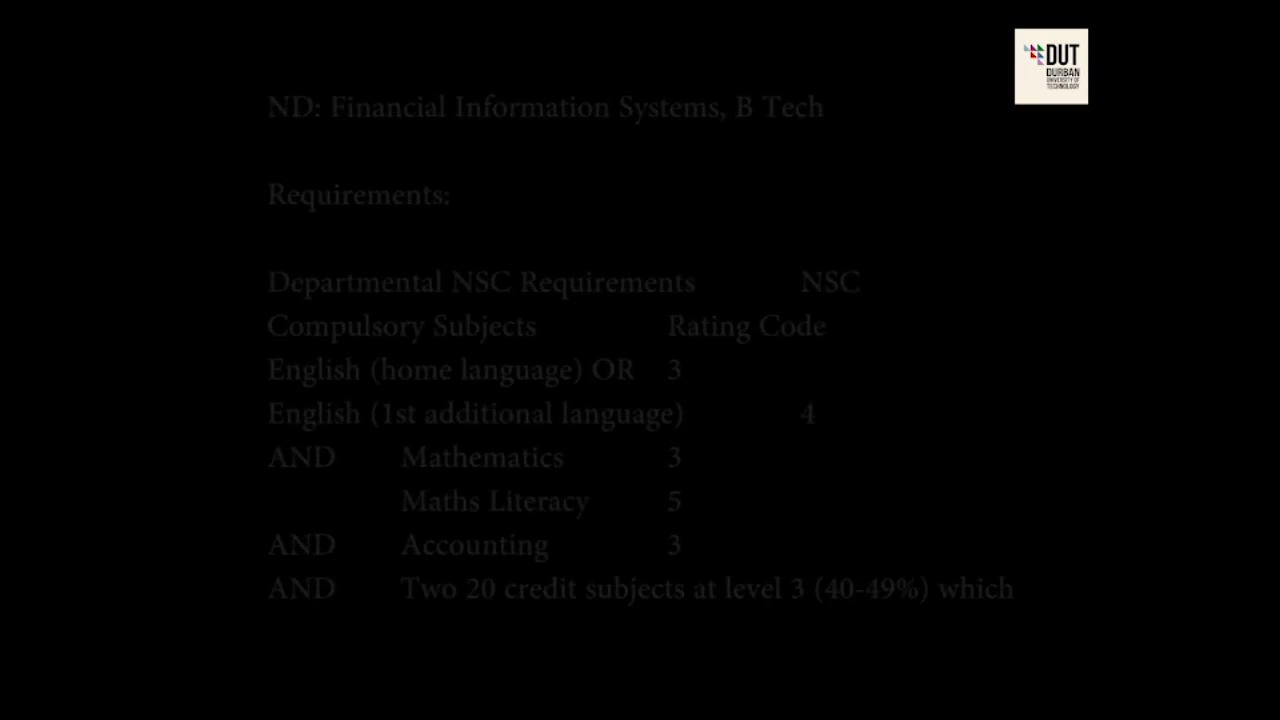 DUT
DURBAN
UNIVERSITY OF
TECHNOLOGY
ND: Financial Information Systems, B Tech
Requirements:
Departmental NSC Requirements NSC
Compulsory Subjects Rating Code
English (home language) OR 3
English (1st additional language) 4
AND Mathematics 3
Maths Literacy 5
AND Accounting 3
AND Two 20 credit subjects at level 3 (40-49%) which